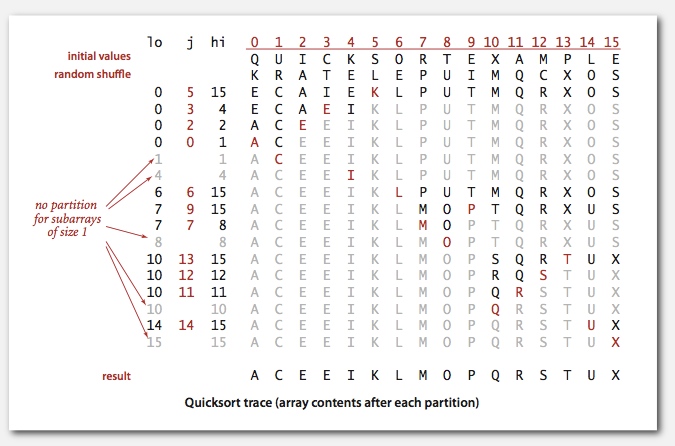 lo j hi 0 1 2 3 4 5 6 7 8 9 10 11 12 13 14 15
initial values Q U I C K S O R T E X A M P L E
random shuffle K R A T E L E P U I M Q C X O S
0 5 15 E C A I E K L P U T M Q R X O S
0 3 4 E C A E I K L P U T M Q R X O S
0 2 2 A C E E I K L P U T M Q R X O S
0 0 1 A C E E I K L P U T M Q R X O S
1 1 A C E E I K L P U T M Q R X O S
4 4 A C E E I K L P U T M Q R X O S
6 6 15 A C E E I K L P U T M Q R X O S
7 9 15 A C E E I K L M O P T Q R X U S
7 7 8 A C E E I K L M O P T Q R X U S
8 8 A C E E I K L M O P T Q R X U S
10 13 15 A C E E I K L M O P S Q R T U X
10 12 12 A C E E I K L M O P R Q S T U X
10 11 11 A C E E I K L M O P Q R S T U X
10 10 A C E E I K L M O P Q R S T U X
14 14 15 A C E E I K L M O P Q R S T U X
15 15 A C E E I K L M O P Q R S T U X
no partition
for subarrays
of size 1
result A C E E I K L M O P Q R S T U X
Quicksort trace (array contents after each partition)